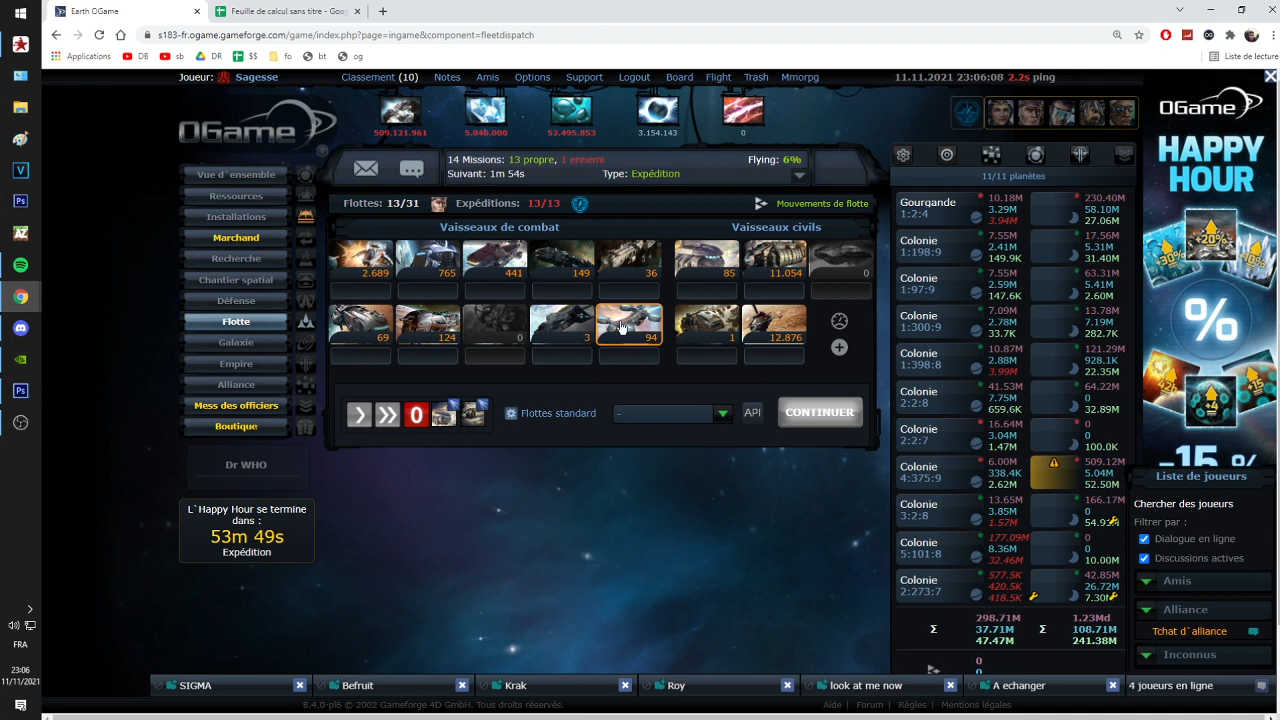 Earth OGame
Feuille de calcul sans titre - Goog
s183-fr.ogame.gameforge.com/game/index.php?page=ingame&component=fleetdispatch
Applications DB sb DR $$ fo bt og
Liste de lecture
Joueur: Sagesse
Classement (10) Notes Amis Options Support Logout Board Flight Trash Mmorpg
11.11.2021 23:06:08 2.2s ping
509.121.961 5.040.000 52.495.853 3.154.143 0
OGAME
14 Missions: 13 propre, 1 ennemi
Flying: 6%
Suivant: 1m 54s
Type: Expédition
Flottes: 13/31
Expéditions: 13/13
Mouvements de flotte
Vaisseaux de combat
Vaisseaux civils
2.689 765 441 149 36 85 11.054 0
69 124 0 3 94 1 12.876
0
Flottes standard
-
API
CONTINUER
Vue d`ensemble
Ressources
Installations
Marchand
Recherche
Chantier spatial
Défense
Flotte
Galaxie
Empire
Alliance
Mess des officiers
Boutique
Dr WHO
L`Happy Hour se termine
dans :
53m 49s
Expédition
11/11 planètes
Gourgande
1:2:4
10.18M
3.29M
3.94M
230.40M
58.10M
27.06M
Colonie
1:198:9
7.55M
2.41M
149.9K
17.56M
5.31M
31.40M
Colonie
1:97:9
7.55M
2.59M
147.6K
63.31M
5.41M
2.60M
Colonie
1:300:9
7.09M
2.78M
33.7K
13.78M
7.19M
282.7K
Colonie
1:398:8
10.87M
2.88M
3.99M
121.29M
928.1K
22.35M
Colonie
2:2:8
41.53M
7.75M
659.6K
64.22M
0
32.89M
Colonie
2:2:7
16.64M
3.04M
1.47M
0
0
100.0K
Colonie
4:375:9
6.00M
338.4K
2.62M
509.12M
5.04M
52.50M
Colonie
3:2:8
13.65M
3.85M
1.57M
166.17M
0
Colonie
5:101:8
177.09M
8.36M
32.46M
0
0
10.00M
Colonie
2:273:7
577.5K
420.5K
418.5K
42.85M
26.72M
Σ
298.71M
37.71M
47.47M
Σ
1.23Md
108.71M
241.38M
0
0
OGAME
HAPPY
HOUR
+20%
%
+4
-15 %
Liste de joueurs
Chercher des joueurs
Filtrer par :
Dialogue en ligne
Discussions actives
Amis
Alliance
Tchat d`alliance
Inconnus
SIGMA
Befruit
Krak
Roy
look at me now
A echanger
4 joueurs en ligne
8.4.0-pl6 © 2002 Gameforge 4D GmbH. Tous droits réservés.
Aide | Forum | Règles | Mentions légales
FRA
23:06
11/11/2021